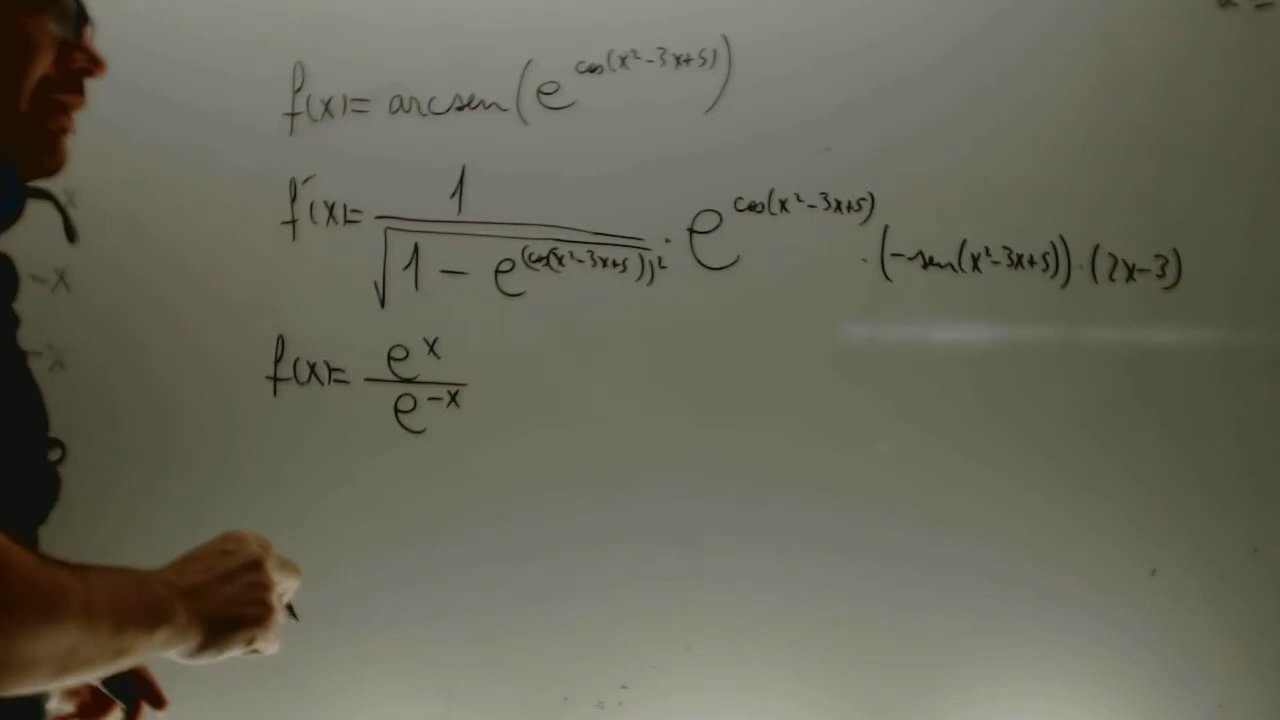 f(x)= arcsen(e^cos(x²-3x+5))
f´(x)= 1/√(1 - e^(cos(x²-3x+5))²) · e^cos(x²-3x+5) · (-sen(x²-3x+5)) · (2x-3)
f(x)= e^x/e^-x
-x